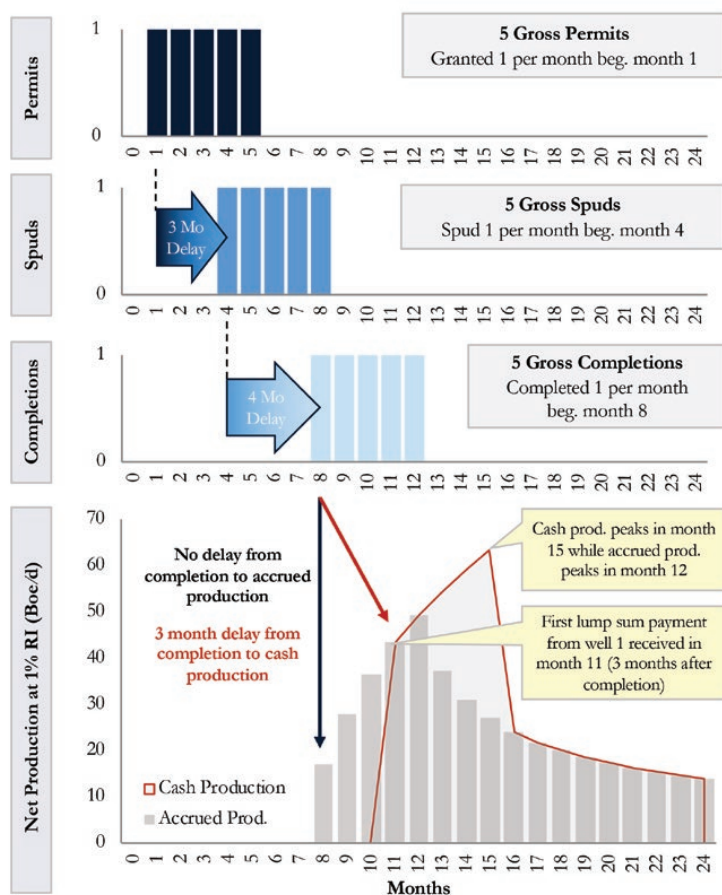 Permits
1
0
5 Gross Permits
Granted 1 per month beg. month 1
0 1 2 3 4 5 6 7 8 9 10 11 12 13 14 15 16 17 18 19 20 21 22 23 24
Spuds
1
0
3 Mo
Delay
5 Gross Spuds
Spud 1 per month beg. month 4
0 1 2 3 4 5 6 7 8 9 10 11 12 13 14 15 16 17 18 19 20 21 22 23 24
Completions
1
0
4 Mo
Delay
5 Gross Completions
Completed 1 per month
beg. month 8
0 1 2 3 4 5 6 7 8 9 10 11 12 13 14 15 16 17 18 19 20 21 22 23 24
Net Production at 1% RI (Boe/d)
70
60
50
40
30
20
10
0
No delay from
completion to accrued
production
3 month delay from
completion to cash
production
Cash prod. peaks in month
15 while accrued prod.
peaks in month 12
First lump sum payment
from well 1 received in
month 11 (3 months after
completion)
Cash Production
Accrued Prod.
0 1 2 3 4 5 6 7 8 9 10 11 12 13 14 15 16 17 18 19 20 21 22 23 24
Months